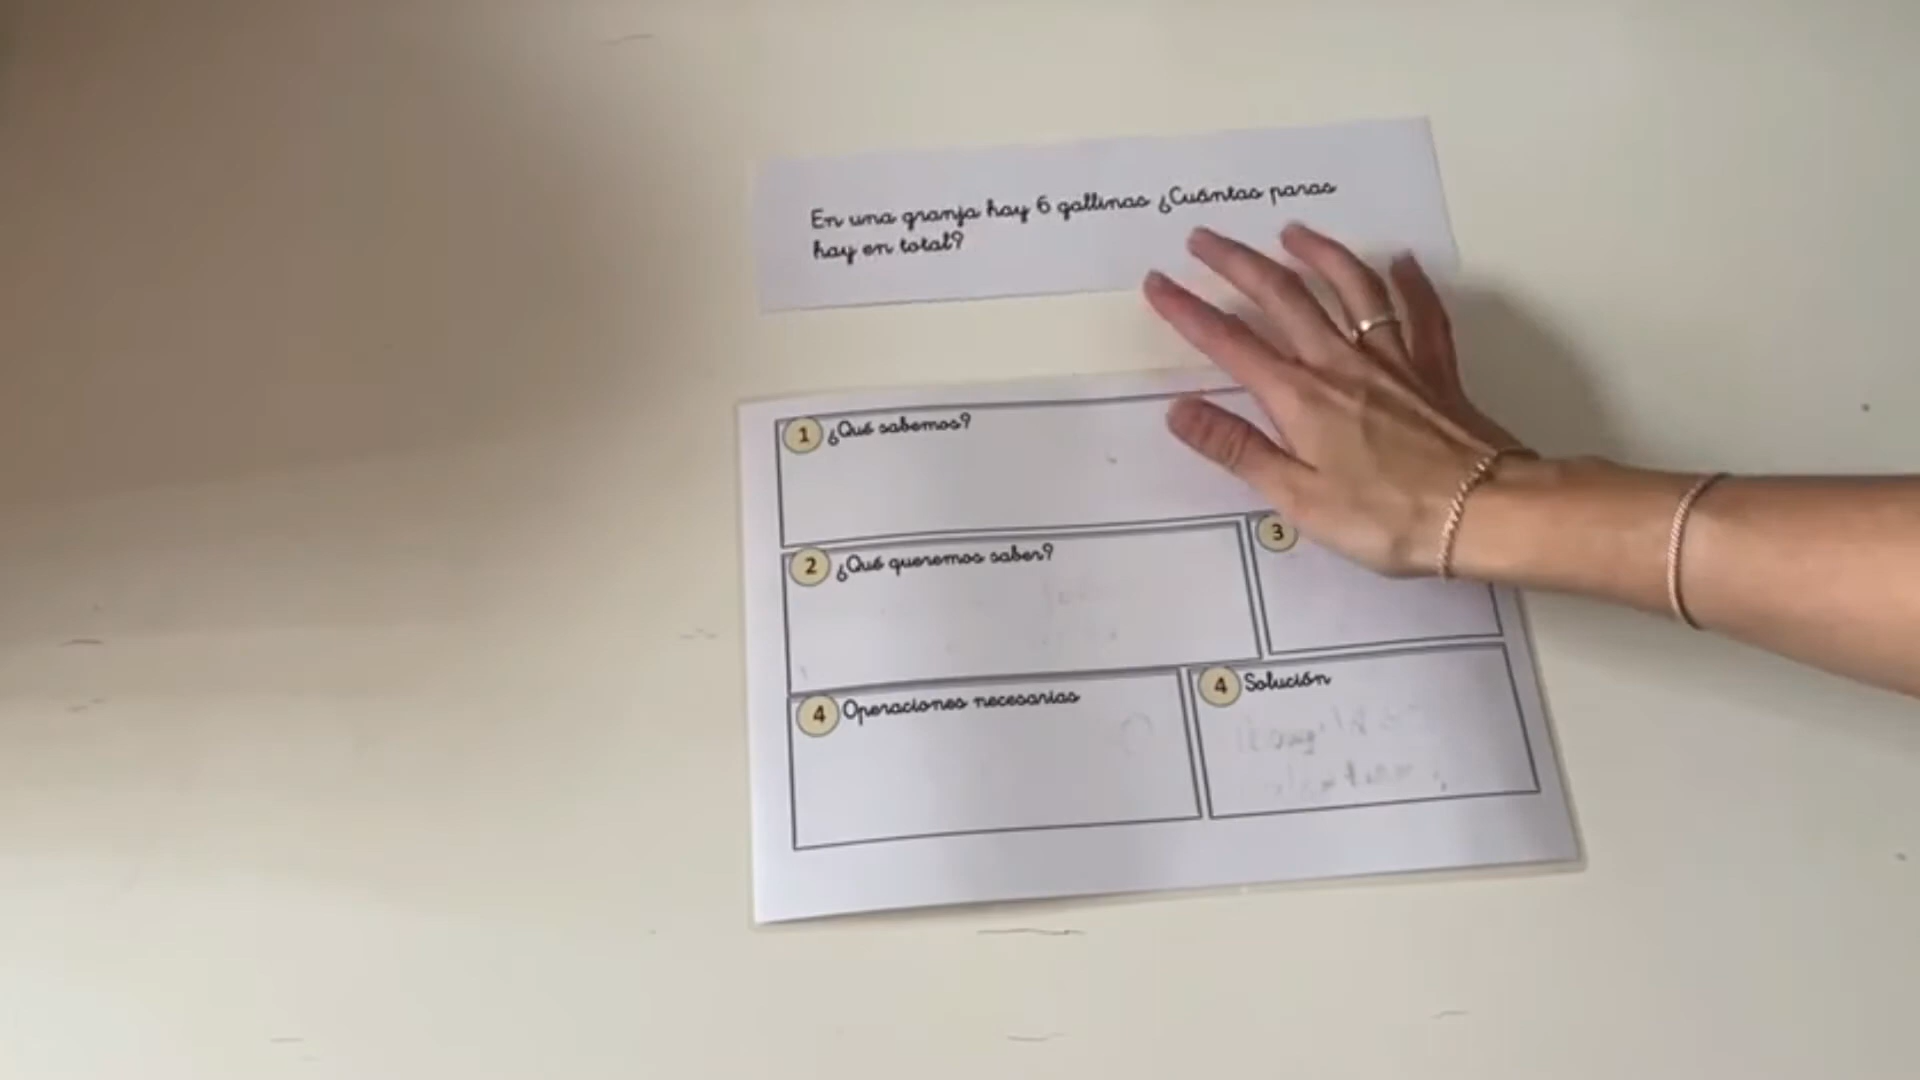 En una granja hay 6 gallinas ¿Cuántas paras
hay en total?
1 ¿Qué sabemos?
2 ¿Qué queremos saber?
3
4 Operaciones necesarias
4 Solución